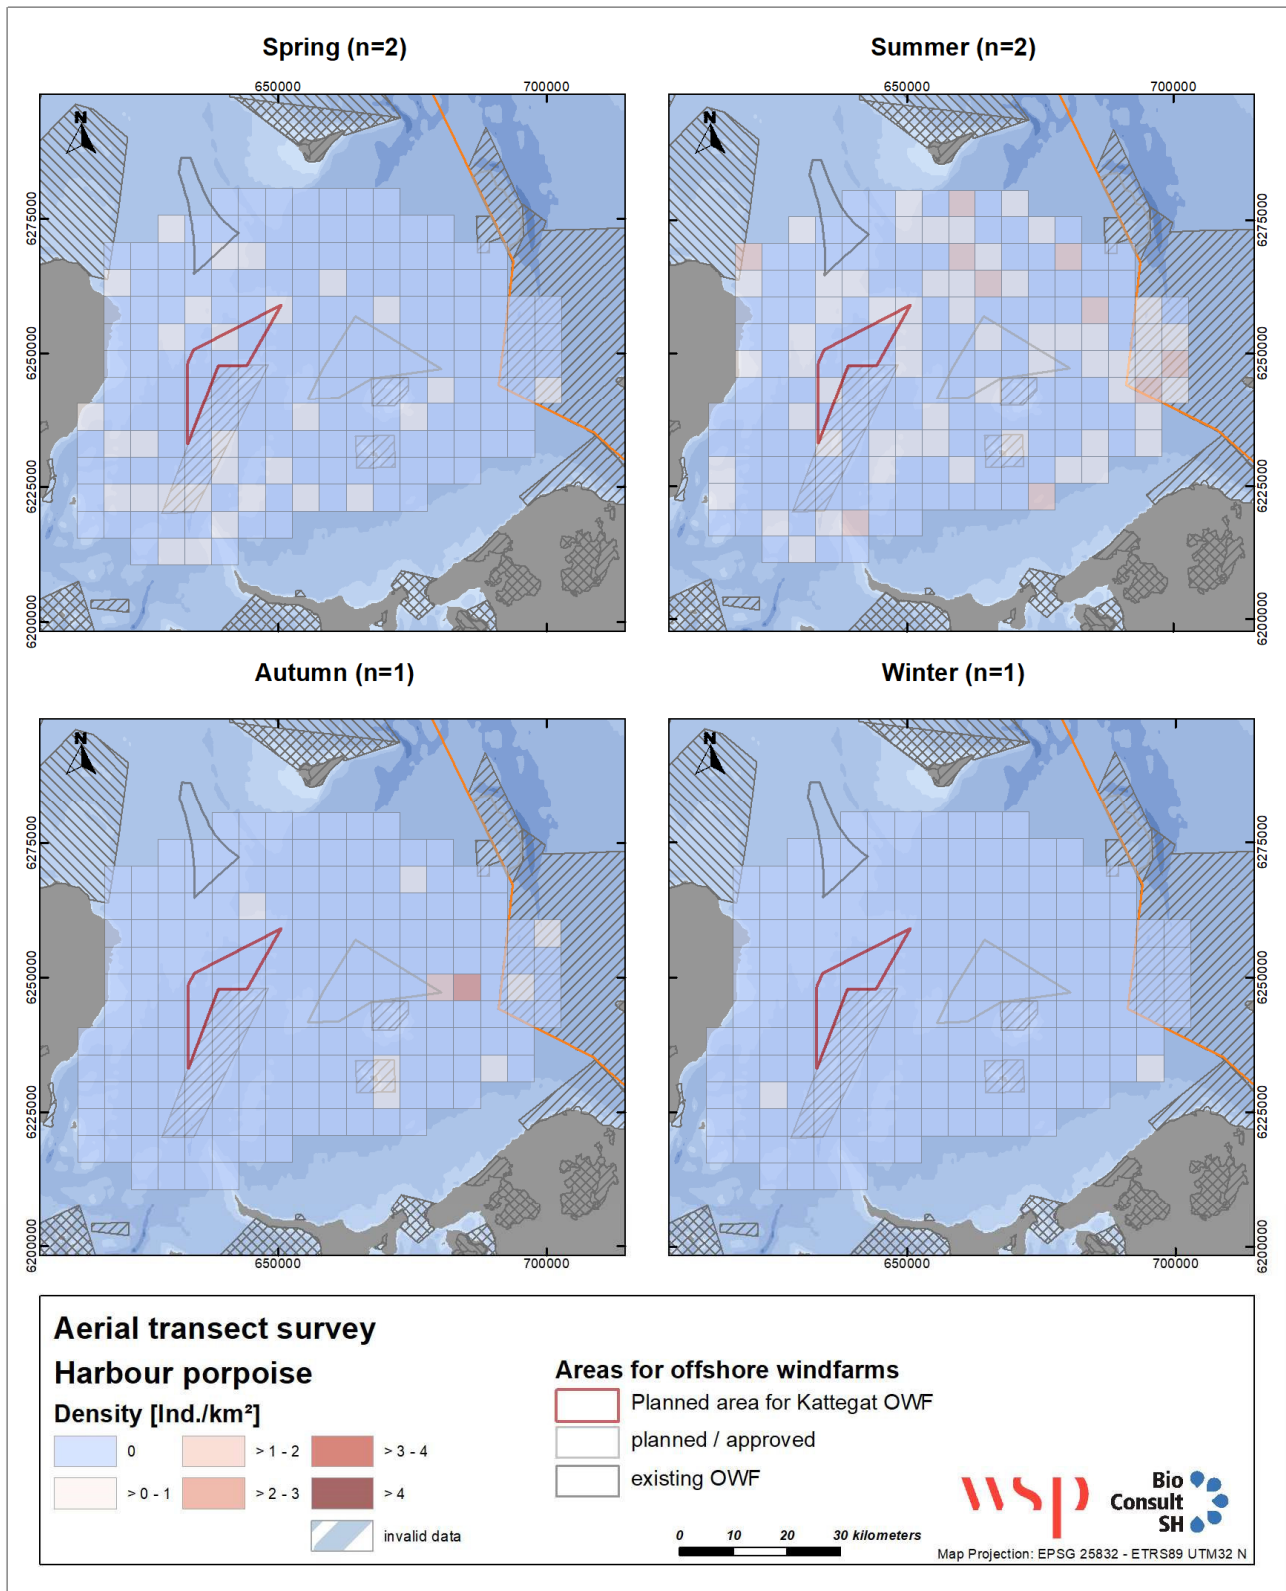 Spring (n=2)
Summer (n=2)
650000
700000
650000
700000
N
N
6275000
6275000
6250000
6250000
6225000
6225000
6200000
6200000
Autumn (n=1)
Winter (n=1)
N
N
6275000
6275000
6250000
6250000
6225000
6225000
6200000
6200000
650000
700000
650000
700000
Aerial transect survey
Harbour porpoise
Density [Ind./km²]
0
> 1 - 2
> 3 - 4
> 0 - 1
> 2 - 3
> 4
invalid data
Areas for offshore windfarms
Planned area for Kattegat OWF
planned / approved
existing OWF
0 10 20 30 kilometers
wsp
Bio
Consult
SH
Map Projection: EPSG 25832 - ETRS89 UTM32 N